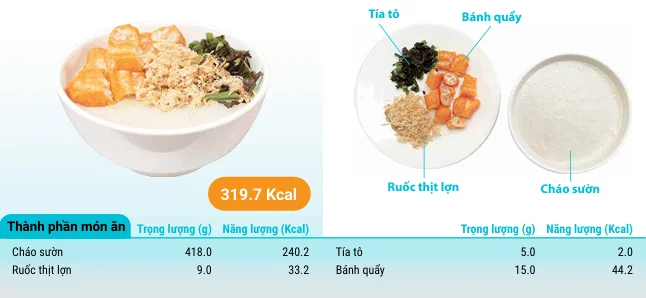 Tía tô
Bánh quẩy
319.7 Kcal
Ruốc thịt lợn
Cháo sườn
Thành phần món ăn Trọng lượng (g) Năng lượng (Kcal) Trọng lượng (g) Năng lượng (Kcal)
Cháo sườn 418.0 240.2 Tía tô 5.0 2.0
Ruốc thịt lợn 9.0 33.2 Bánh quẩy 15.0 44.2